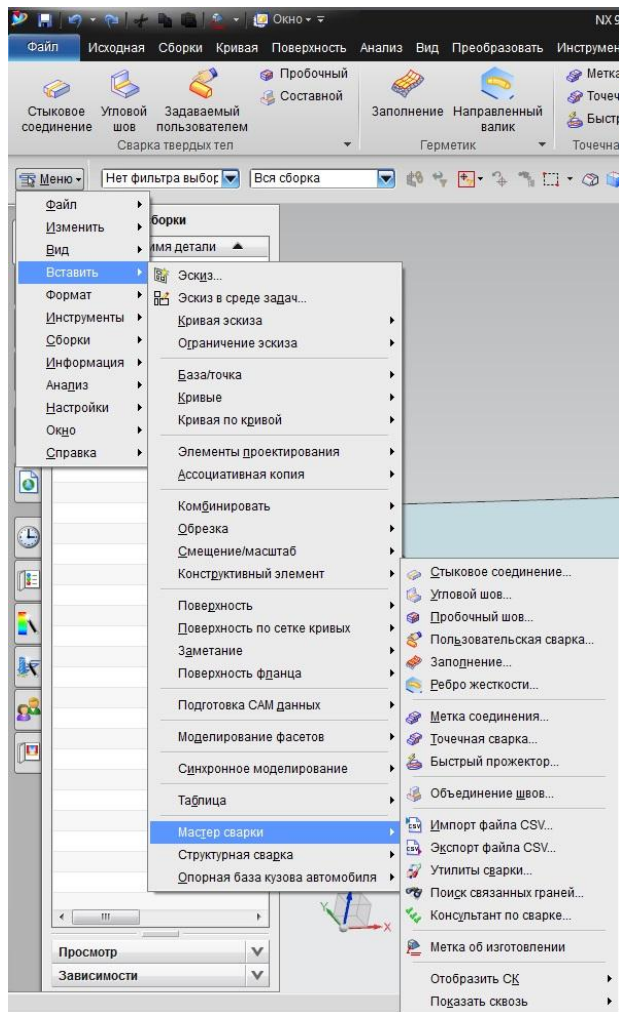 Окно
NX 9
Файл Исходная Сборки Кривая Поверхность Анализ Вид Преобразовать Инструмен
Стыковое соединение
Угловой шов
Задаваемый пользователем
Пробочный
Составной
Сварка твердых тел
Заполнение
Направленный валик
Герметик
Метка
Точеч
Быстр
Точечна
Меню
Нет фильтра выбор
Вся сборка
Файл
Изменить
Вид
Вставить
Формат
Инструменты
Сборки
Информация
Анализ
Настройки
Окно
Справка
борки
мя детали
Эскиз...
Эскиз в среде задач...
Кривая эскиза
Ограничение эскиза
База/точка
Кривые
Кривая по кривой
Элементы проектирования
Ассоциативная копия
Комбинировать
Обрезка
Смещение/масштаб
Конструктивный элемент
Поверхность
Поверхность по сетке кривых
Заметание
Поверхность фланца
Подготовка CAM данных
Моделирование фасетов
Синхронное моделирование
Таблица
Мастер сварки
Структурная сварка
Опорная база кузова автомобиля
Стыковое соединение...
Угловой шов...
Пробочный шов...
Пользовательская сварка...
Заполнение...
Ребро жесткости...
Метка соединения...
Точечная сварка...
Быстрый прожектор...
Объединение швов...
Импорт файла CSV...
Экспорт файла CSV...
Утилиты сварки...
Поиск связанных граней...
Консультант по сварке...
Метка об изготовлении
Отобразить СК
Показать сквозь
Y
X
Просмотр
Зависимости